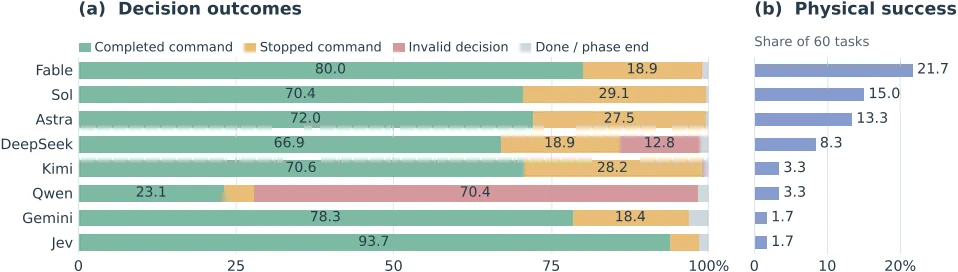 (a) Decision outcomes
(b) Physical success
Completed command Stopped command Invalid decision Done / phase end
Share of 60 tasks
Fable 80.0 18.9 21.7
Sol 70.4 29.1 15.0
Astra 72.0 27.5 13.3
DeepSeek 66.9 18.9 12.8 8.3
Kimi 70.6 28.2 3.3
Qwen 23.1 70.4 3.3
Gemini 78.3 18.4 1.7
Jev 93.7 1.7
0 25 50 75 100%
0 10 20%